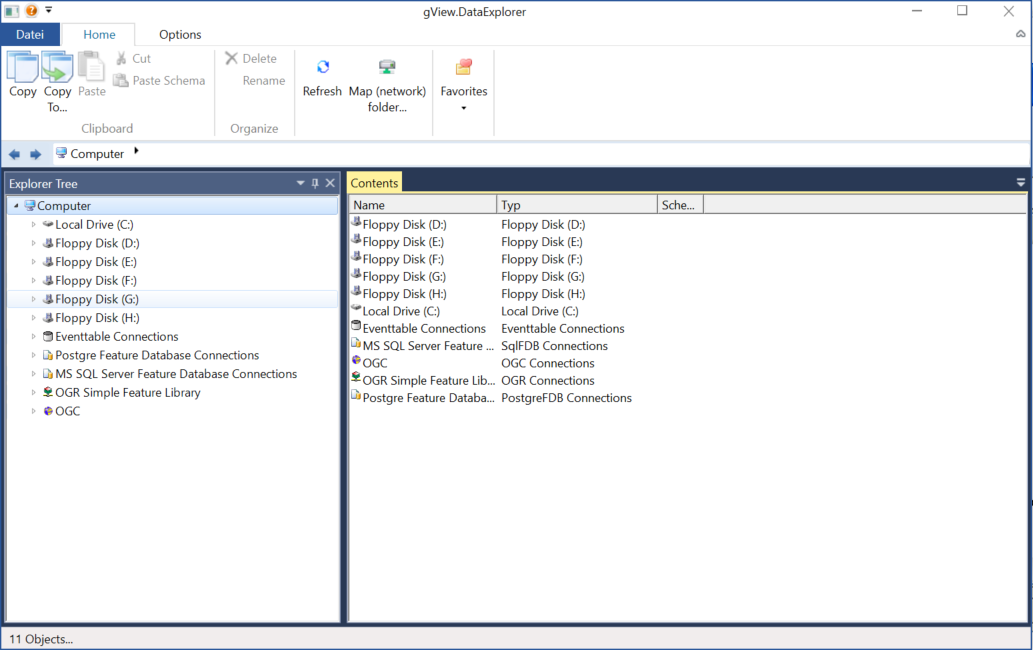 gView.DataExplorer
Datei Home Options
Copy Copy To... Paste
Cut
Paste Schema
Clipboard
Delete
Rename
Organize
Refresh Map (network) folder...
Favorites
Computer
Explorer Tree
Computer
Local Drive (C:)
Floppy Disk (D:)
Floppy Disk (E:)
Floppy Disk (F:)
Floppy Disk (G:)
Floppy Disk (H:)
Eventtable Connections
Postgre Feature Database Connections
MS SQL Server Feature Database Connections
OGR Simple Feature Library
OGC
Contents
Name Typ Sche...
Floppy Disk (D:) Floppy Disk (D:)
Floppy Disk (E:) Floppy Disk (E:)
Floppy Disk (F:) Floppy Disk (F:)
Floppy Disk (G:) Floppy Disk (G:)
Floppy Disk (H:) Floppy Disk (H:)
Local Drive (C:) Local Drive (C:)
Eventtable Connections Eventtable Connections
MS SQL Server Feature ... SqlFDB Connections
OGC OGC Connections
OGR Simple Feature Lib... OGR Connections
Postgre Feature Databa... PostgreFDB Connections
11 Objects...